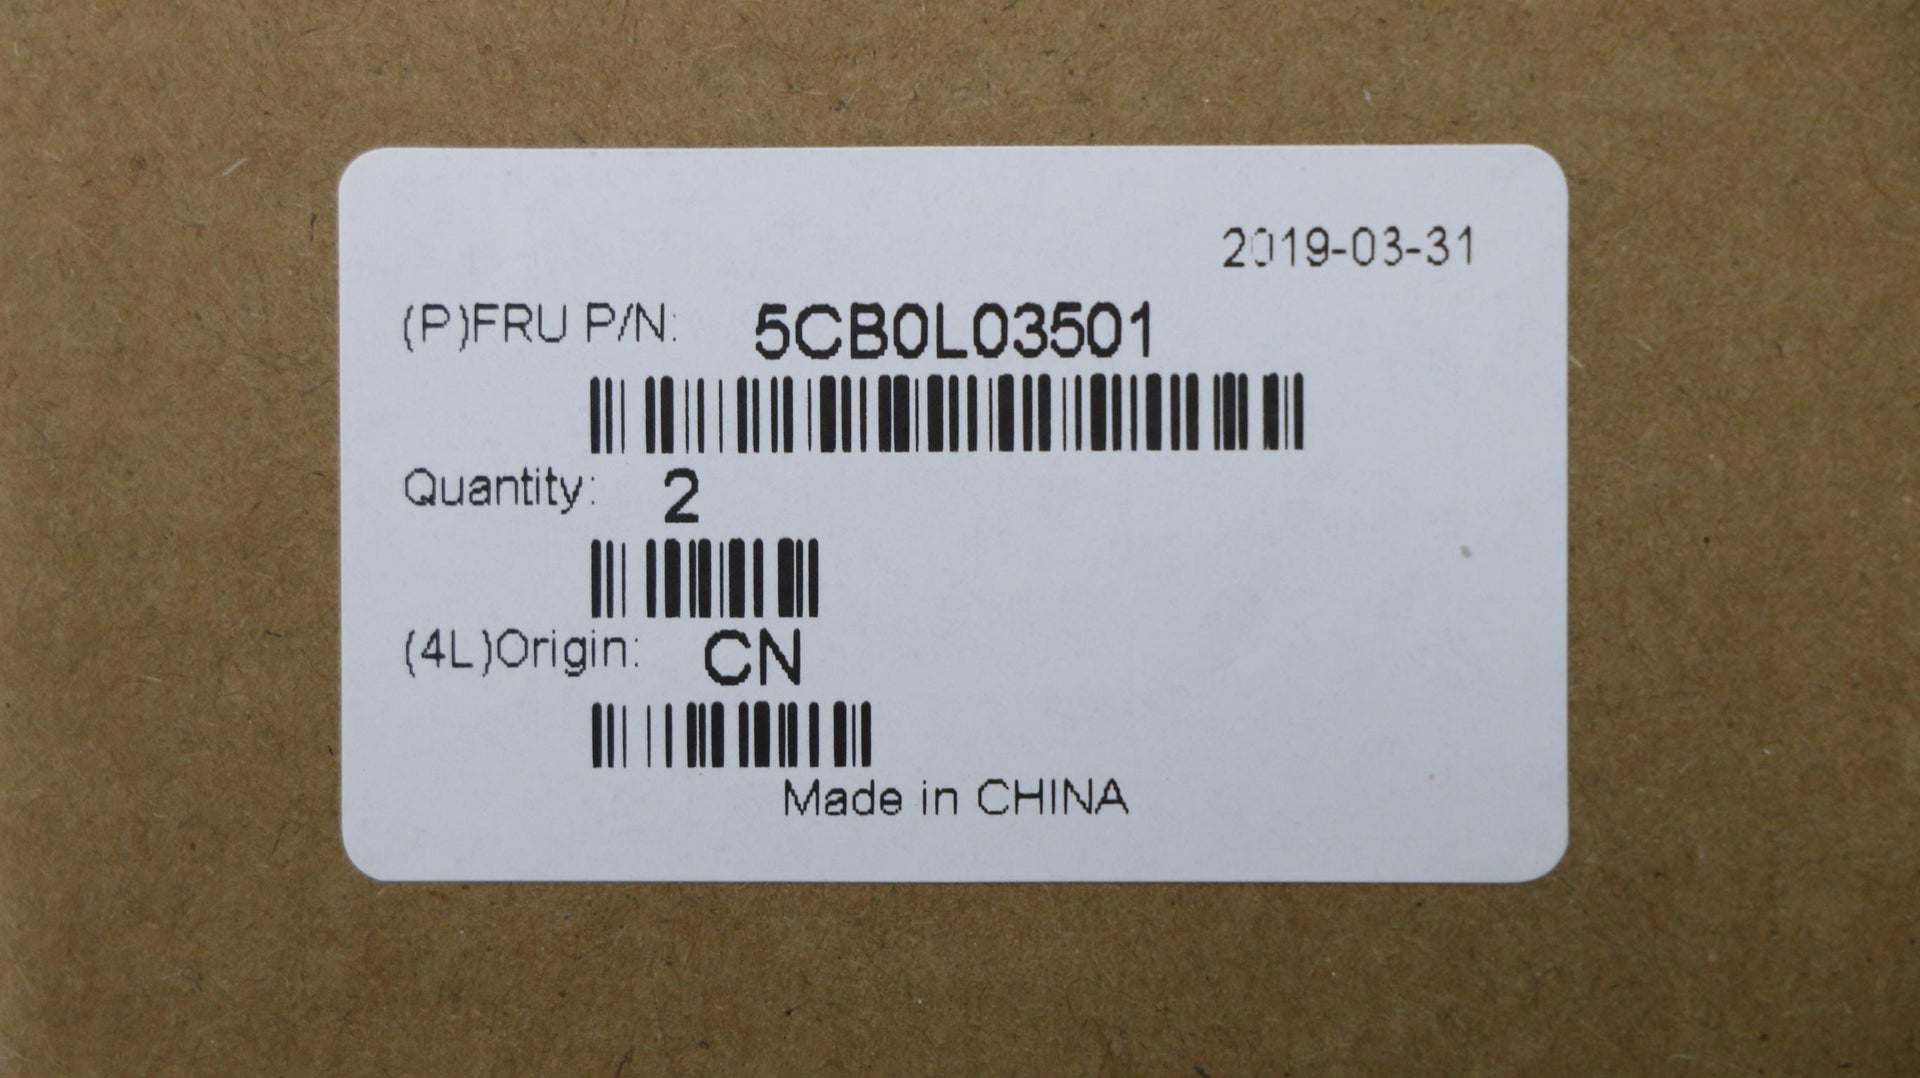 2019-03-31
(P)FRU P/N: 5CB0L03501
Quantity: 2
(4L)Origin: CN
Made in CHINA